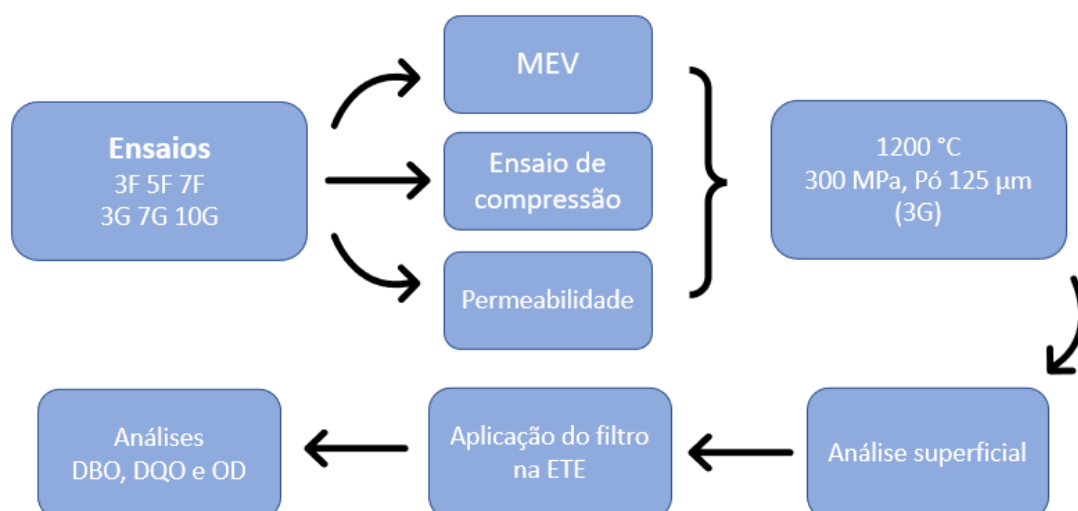 Ensaios
3F 5F 7F
3G 7G 10G
MEV
Ensaio de
compressão
Permeabilidade
1200 °C
300 MPa, Pó 125 µm
(3G)
Análise superficial
Aplicação do filtro
na ETE
Análises
DBO, DQO e OD